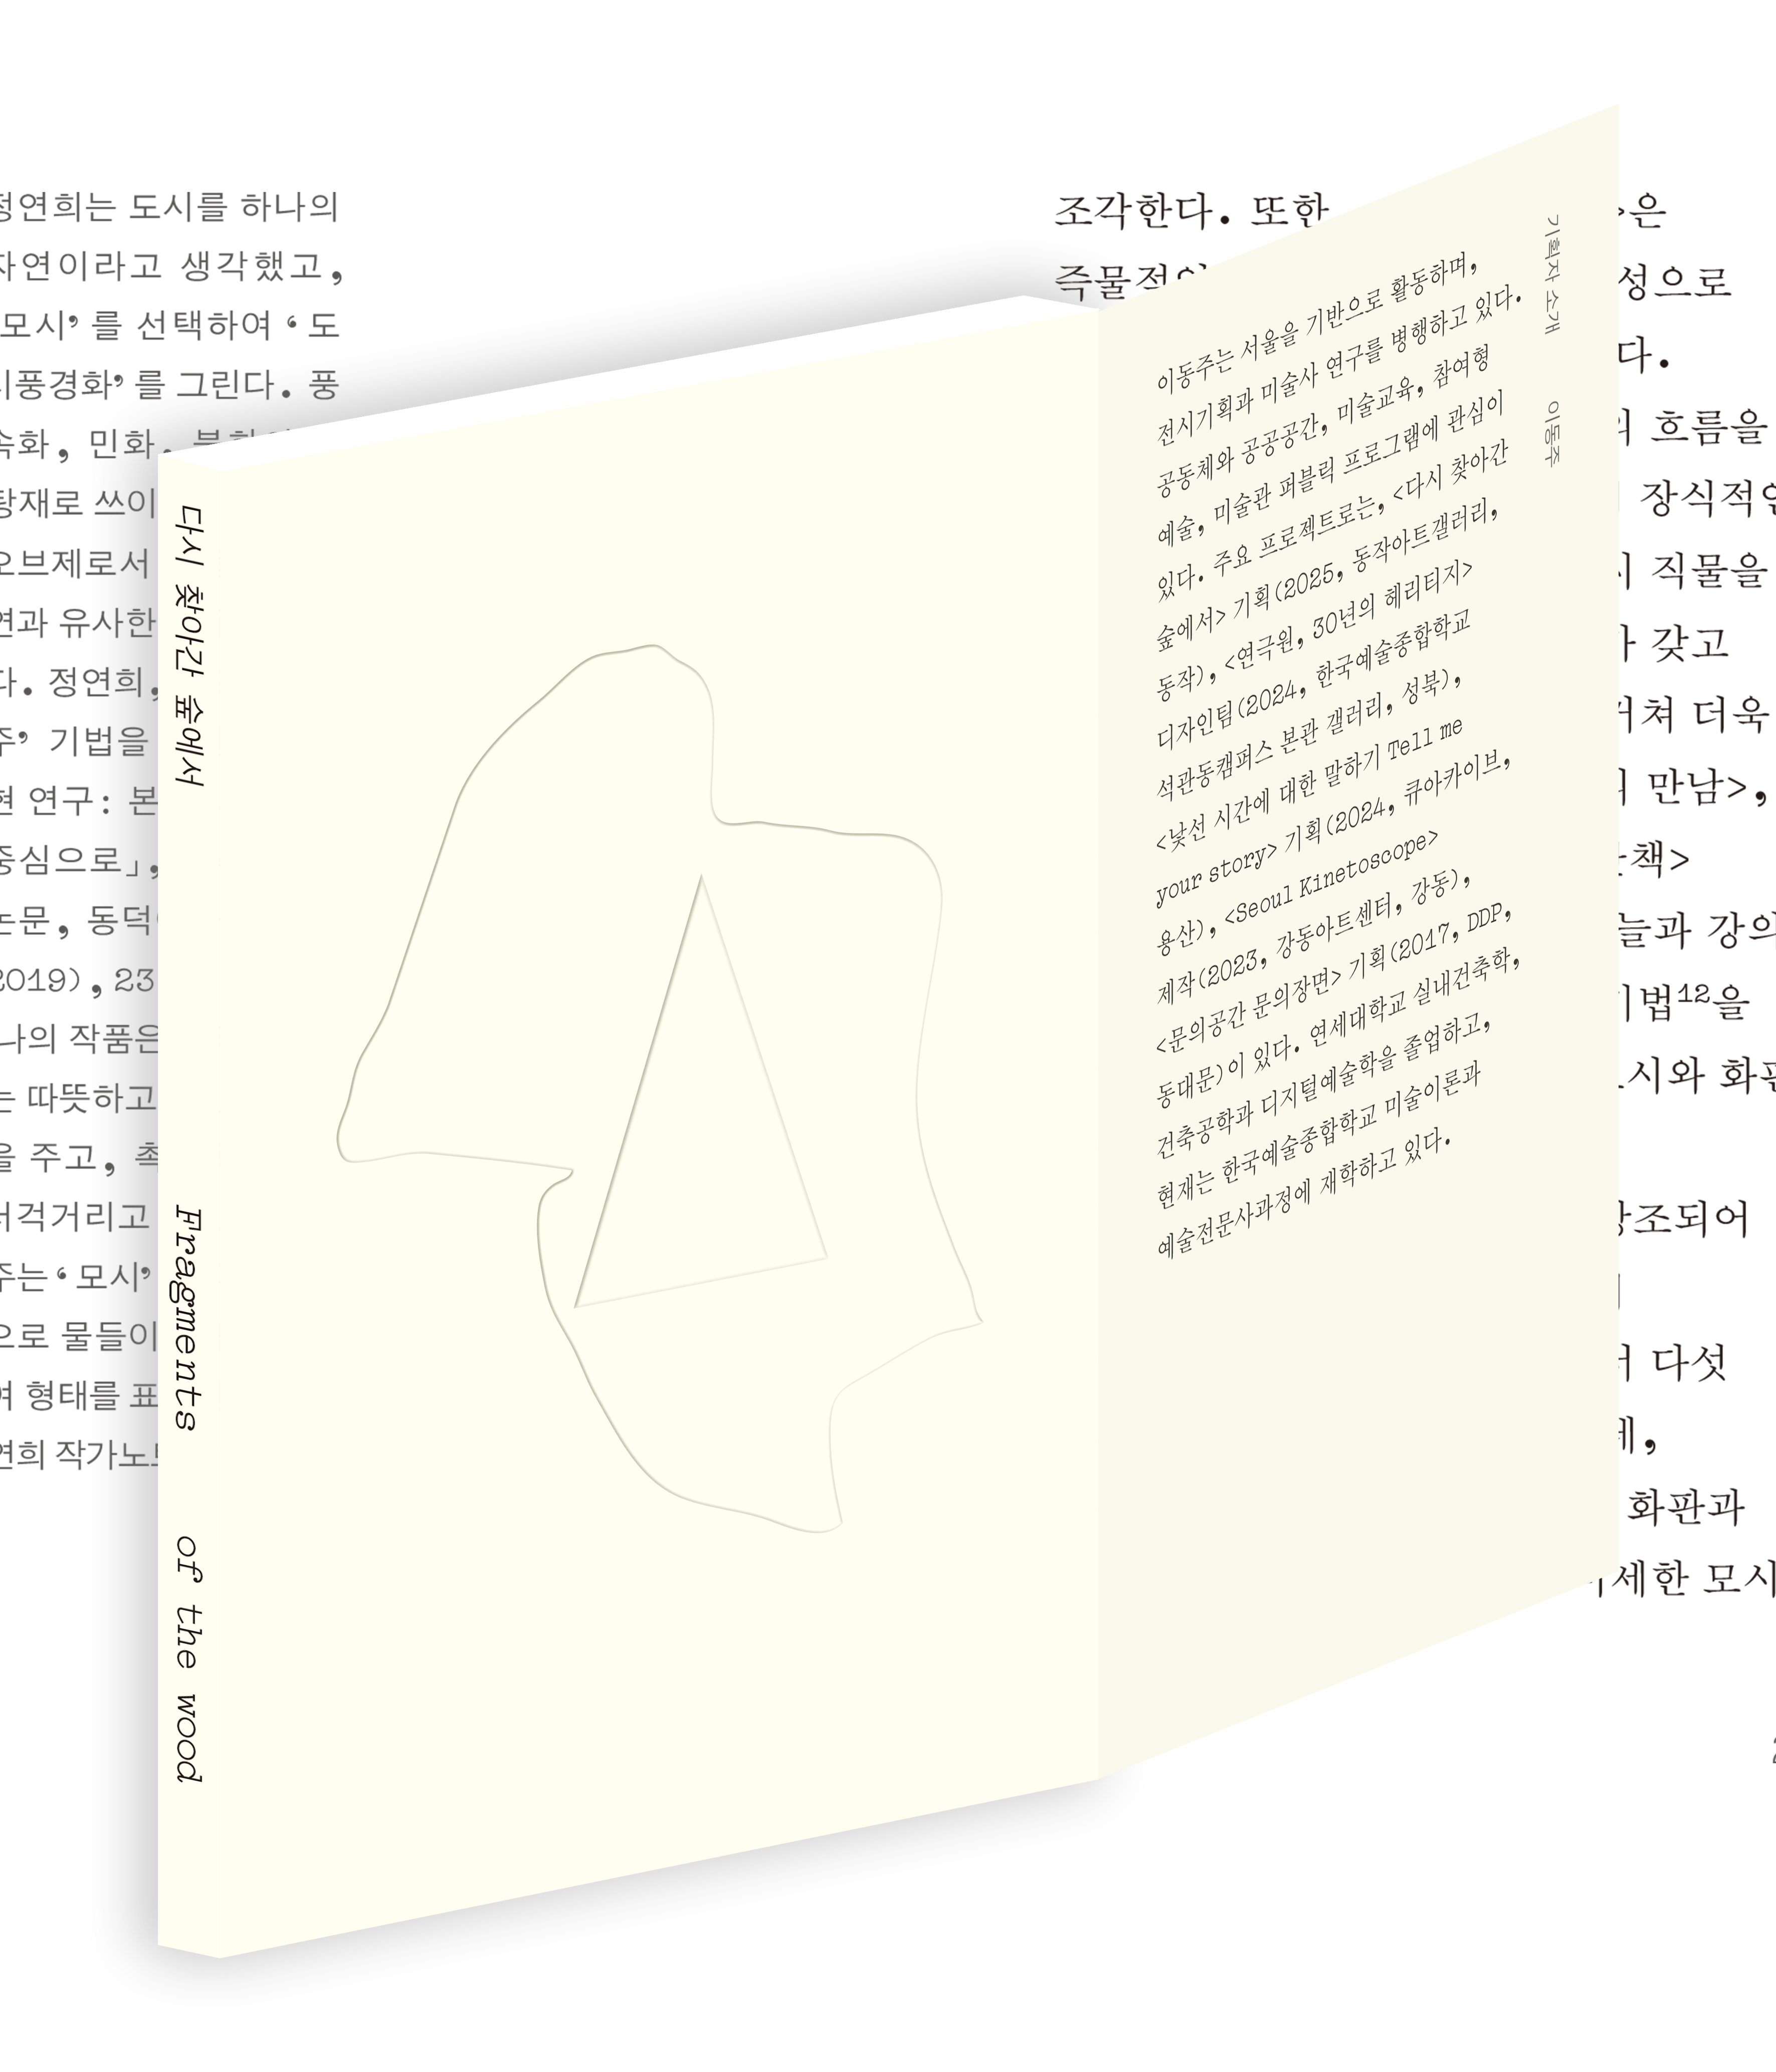 정연희는 도시를 하나의
자연이라고 생각했고,
모시’ 를 선택하여 ‘ 도
시풍경화’ 를 그린다. 풍
속화, 민화,
탕재로 쓰이
오브제로서
연과 유사한
다. 정연희,
주’ 기법을
현 연구: 본
중심으로」,
논문, 동덕
2019), 23
나의 작품은
는 따뜻하고
을 주고, 촉
서걱거리고
주는 ‘ 모시’
으로 물들이
여 형태를 표
연희 작가노트
다시 찾아간 숲에서
Fragments of the wood
조각한다. 또한
즉물적인
기획자 소개 이동주
이동주는 서울을 기반으로 활동하며,
전시기획과 미술사 연구를 병행하고 있다.
공동체와 공공공간, 미술교육, 참여형
예술, 미술관 퍼블릭 프로그램에 관심이
있다. 주요 프로젝트로는, <다시 찾아간
숲에서> 기획(2025, 동작아트갤러리,
동작), <연극원, 30년의 헤리티지>
디자인팀(2024, 한국예술종합학교
석관동캠퍼스 본관 갤러리, 성북),
<낯선 시간에 대한 말하기 Tell me
your story> 기획(2024, 큐아카이브,
용산), <Seoul Kinetoscope>
제작(2023, 강동아트센터, 강동),
<문의공간 문의장면> 기획(2017, DDP,
동대문)이 있다. 연세대학교 실내건축학,
건축공학과 디지털예술학을 졸업하고,
현재는 한국예술종합학교 미술이론과
예술전문사과정에 재학하고 있다.
>은
성으로
다.
흐름을
장식적인
직물을
갖고
거쳐 더욱
만남>,
책>
늘과 강의
기법12을
모시와 화판
창조되어
다섯
화판과
세한 모시